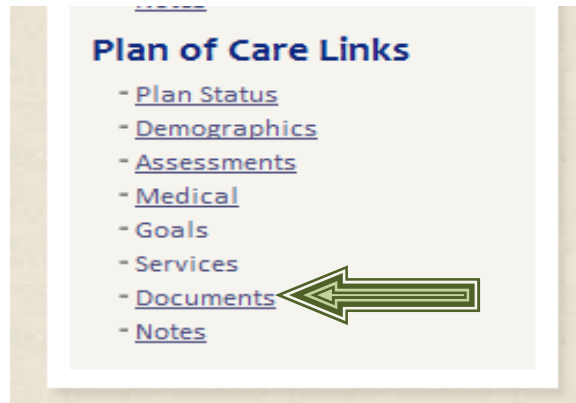 Plan of Care Links
- Plan Status
- Demographics
- Assessments
- Medical
- Goals
- Services
- Documents
- Notes